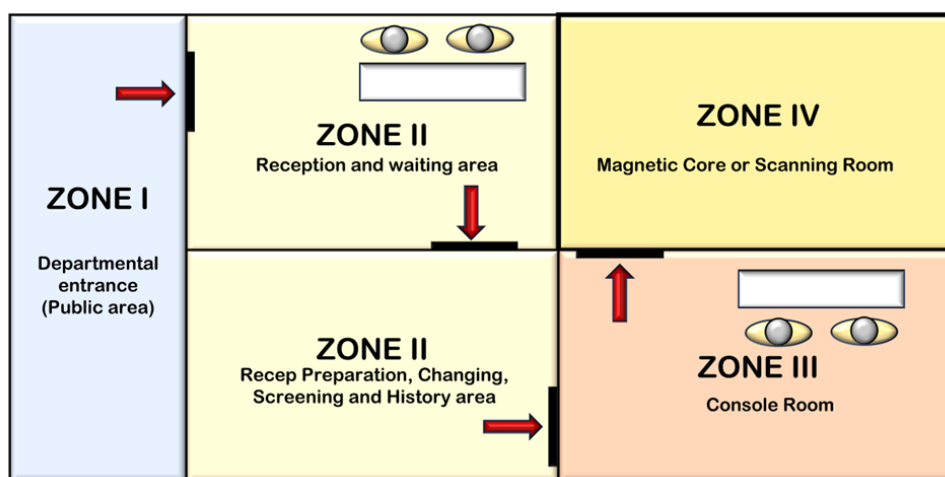 ZONE I
Departmental
entrance
(Public area)
ZONE II
Reception and waiting area
ZONE IV
Magnetic Core or Scanning Room
ZONE II
Recep Preparation, Changing,
Screening and History area
ZONE III
Console Room